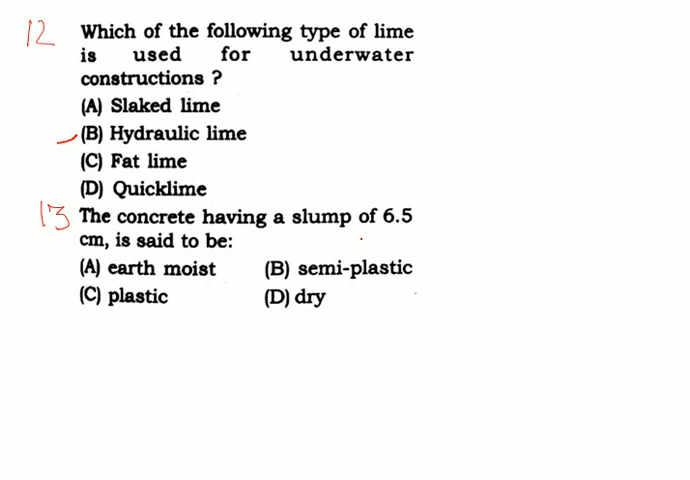 12 Which of the following type of lime
is used for underwater
constructions ?
(A) Slaked lime
(B) Hydraulic lime
(C) Fat lime
(D) Quicklime
13 The concrete having a slump of 6.5
cm, is said to be:
(A) earth moist (B) semi-plastic
(C) plastic (D) dry